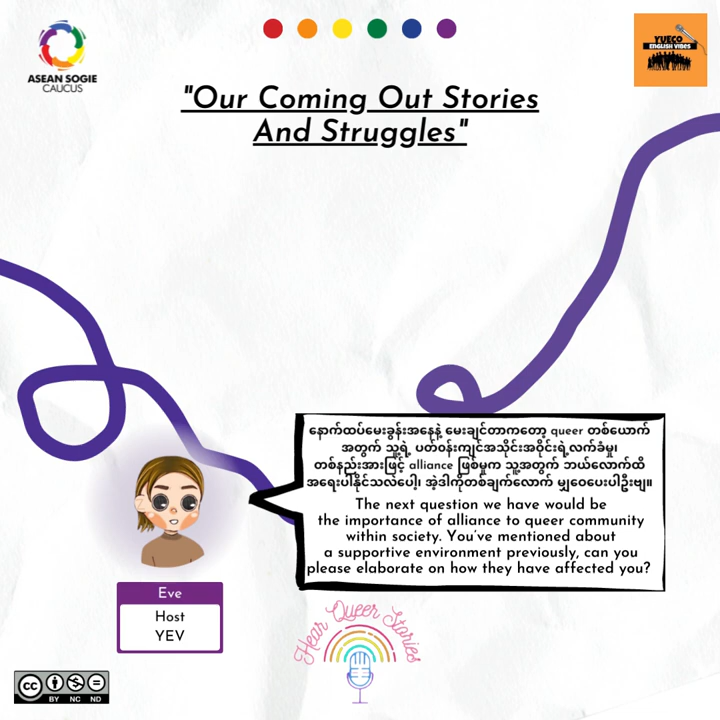 ASEAN SOGIE
CAUCUS
YUECO
ENGLISH VIBES
"Our Coming Out Stories
And Struggles"
နောက်ထပ်မေးခွန်းအနေနဲ့ မေးချင်တာကတော့ queer တစ်ယောက်
အတွက် သူ့ရဲ့ ပတ်ဝန်းကျင်အသိုင်းအဝိုင်းရဲ့လက်ခံမှု၊
တစ်နည်းအားဖြင့် alliance ဖြစ်မှုက သူ့အတွက် ဘယ်လောက်ထိ
အရေးပါနိုင်သလဲပေါ့၊ အဲ့ဒါကိုတစ်ချက်လောက် မျှဝေပေးပါဦးဗျ။
The next question we have would be
the importance of alliance to queer community
within society. You've mentioned about
a supportive environment previously, can you
please elaborate on how they have affected you?
Eve
Host
YEV
Hear Queer Stories
cc BY NC ND